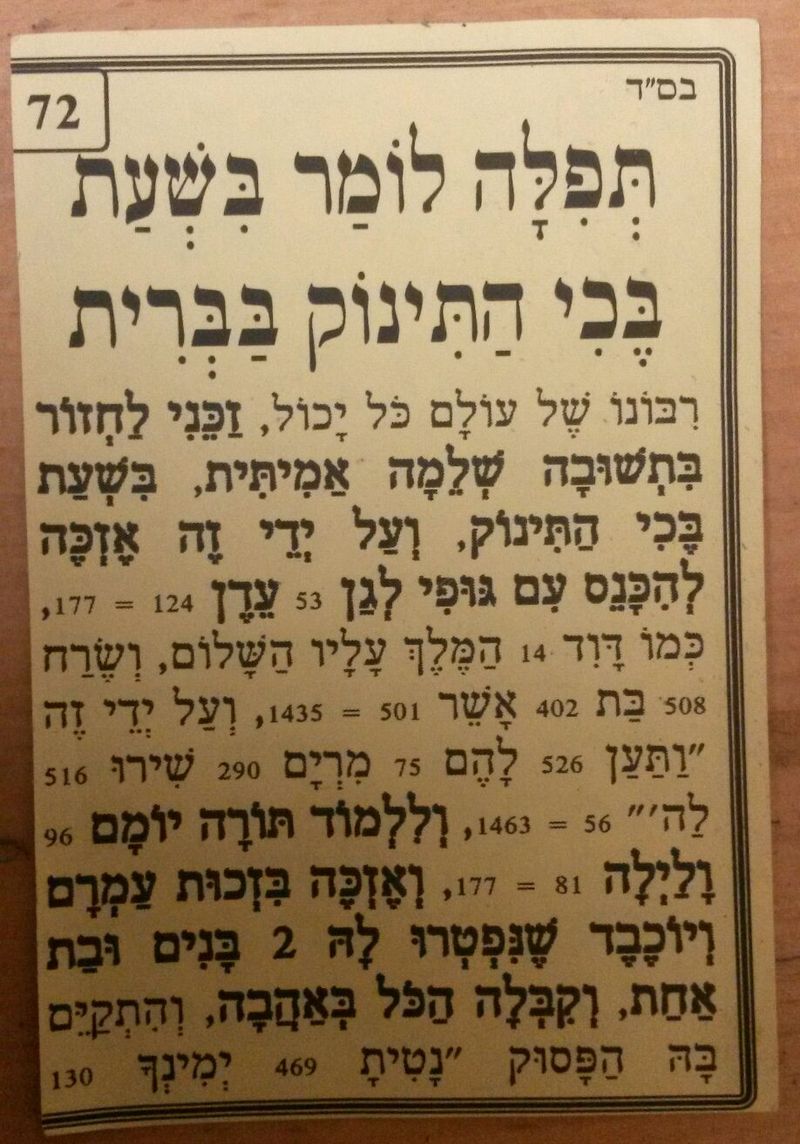 בס״ד
72
תְּפִלָּה לוֹמַר בִּשְׁעַת
בֶּכִי הַתִּינוֹק בַּבְּרִית
רִבּוֹנוֹ שֶׁל עוֹלָם כֹּל יָכוֹל, זַכֵּנִי לַחְזוֹר
בִּתְשׁוּבָה שְׁלֵמָה אֲמִיתִּית, בִּשְׁעַת
בֶּכִי הַתִּינוֹק, וְעַל יְדֵי זֶה אֶזְכֶּה
לְהִכָּנֵס עִם גּוּפִי לְגַן 53 עֵדֶן 124 = 177,
כְּמוֹ דָּוִד 14 הַמֶּלֶךְ עָלָיו הַשָּׁלוֹם, וְשֶׂרַח
508 בַּת 402 אָשֵׁר 501 = 1435, וְעַל יְדֵי זֶה
״וַתַּעַן 526 לָהֶם 75 מִרְיָם 290 שִׁירוּ 516
לַה׳״ 56 = 1463, וְלִלְמוֹד תּוֹרָה יוֹמָם 96
וָלַיְלָה 81 = 177, וְאֶזְכֶּה בִּזְכוּת עַמְרָם
וְיוֹכֶבֶד שֶׁנִּפְטְרוּ לָהּ 2 בָּנִים וּבַת
אַחַת, וְקִבְּלָה הַכֹּל בְּאַהֲבָה, וְהִתְקַיֵּים
בָּהּ הַפָּסוּק ״נָטִיתָ 469 יְמִינְךָ 130